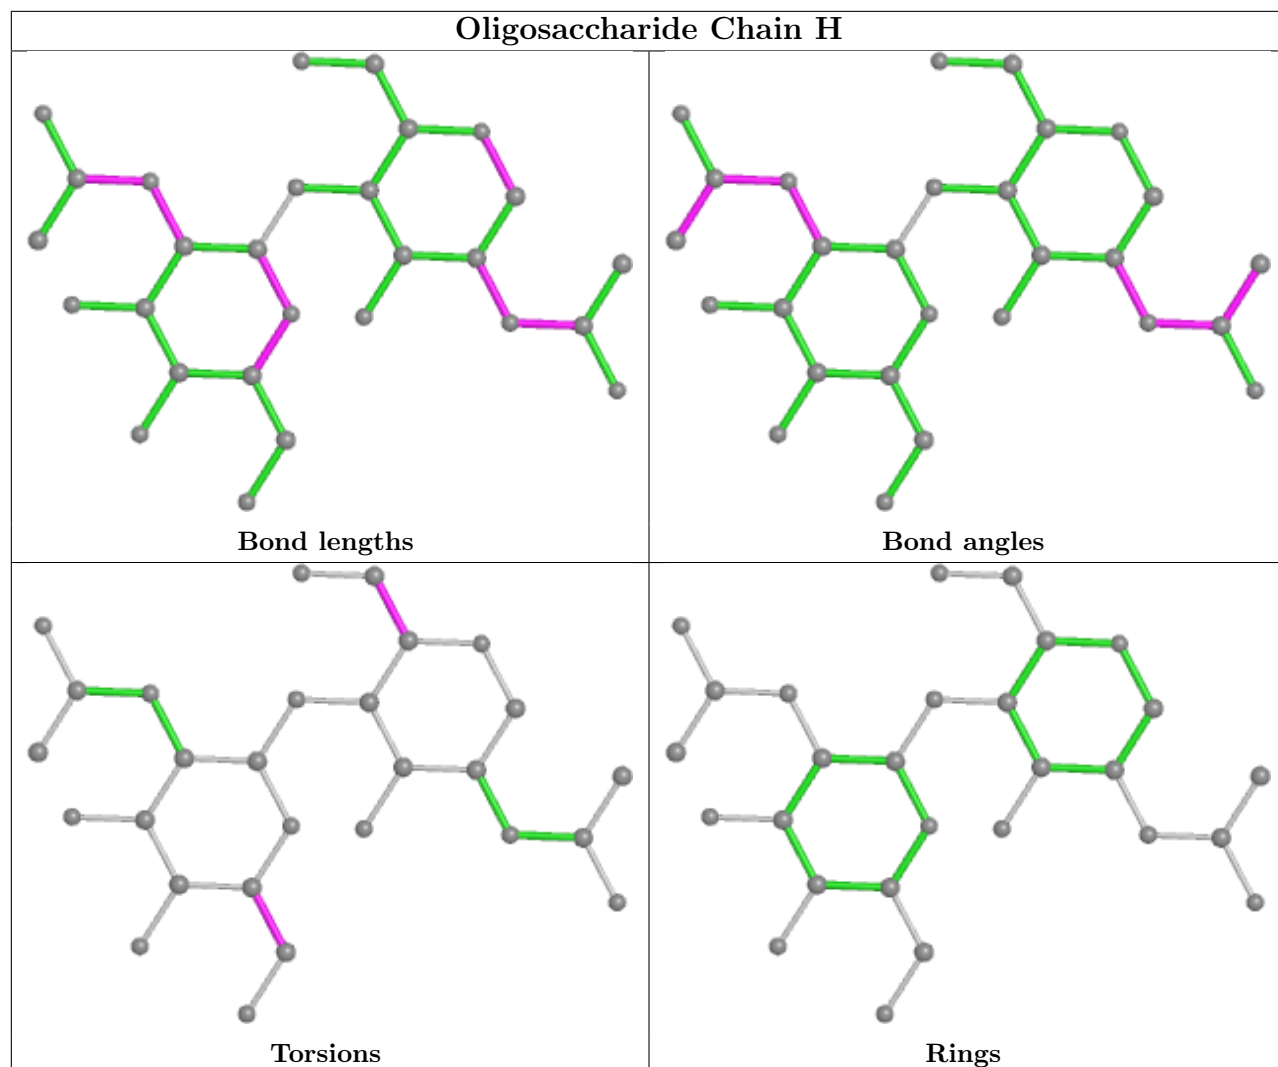 Oligosaccharide Chain H
Bond lengths
Bond angles
Torsions
Rings